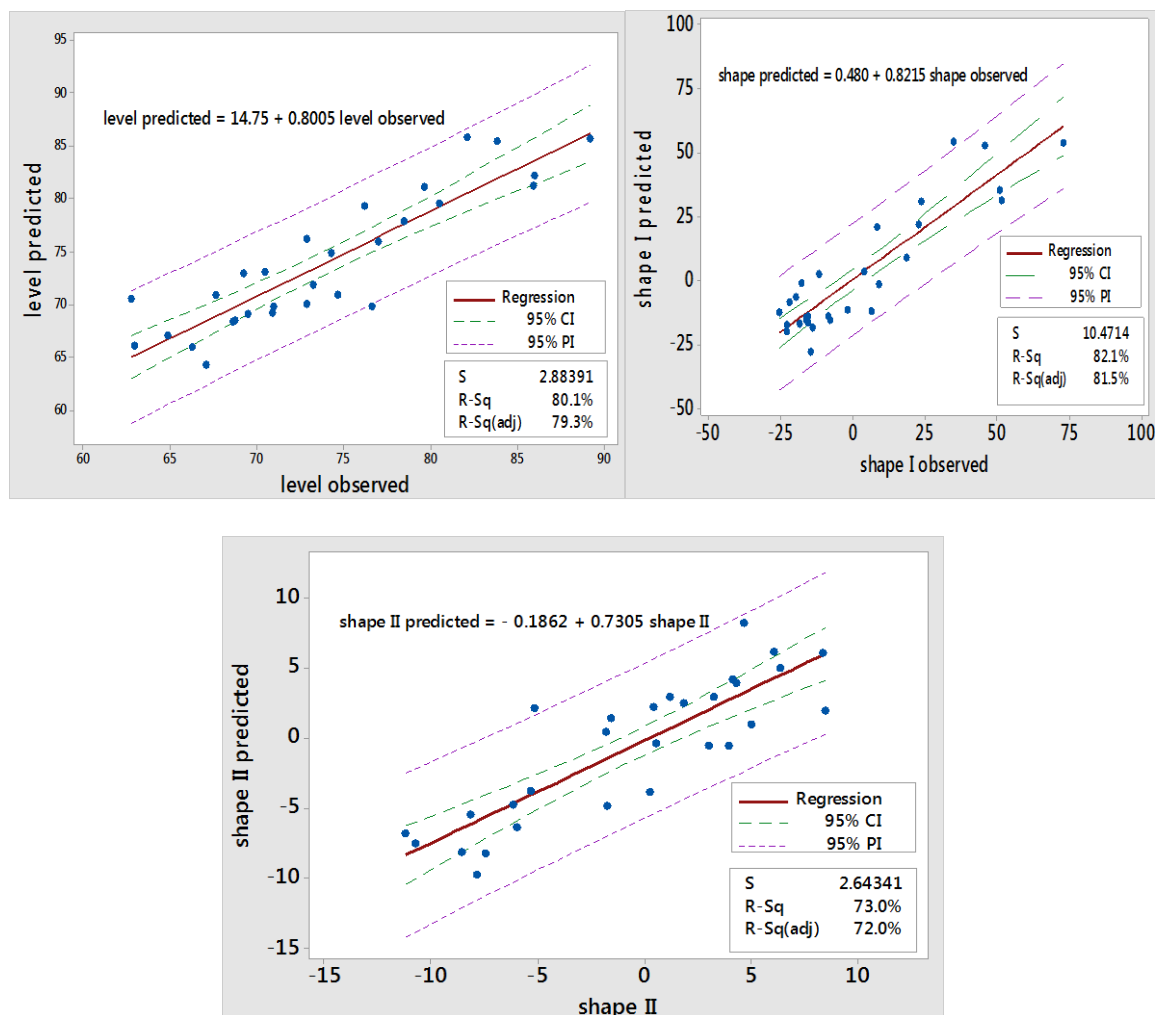 95
90
85
80
75
70
65
60
level predicted
level predicted = 14.75 + 0.8005 level observed
Regression
95% CI
95% PI
S 2.88391
R-Sq 80.1%
R-Sq(adj) 79.3%
60 65 70 75 80 85 90
level observed
100
75
50
25
0
-25
-50
shape I predicted
shape predicted = 0.480 + 0.8215 shape observed
Regression
95% CI
95% PI
S 10.4714
R-Sq 82.1%
R-Sq(adj) 81.5%
-50 -25 0 25 50 75 100
shape I observed
10
5
0
-5
-10
-15
shape II predicted
shape II predicted = - 0.1862 + 0.7305 shape II
Regression
95% CI
95% PI
S 2.64341
R-Sq 73.0%
R-Sq(adj) 72.0%
-15 -10 -5 0 5 10
shape II